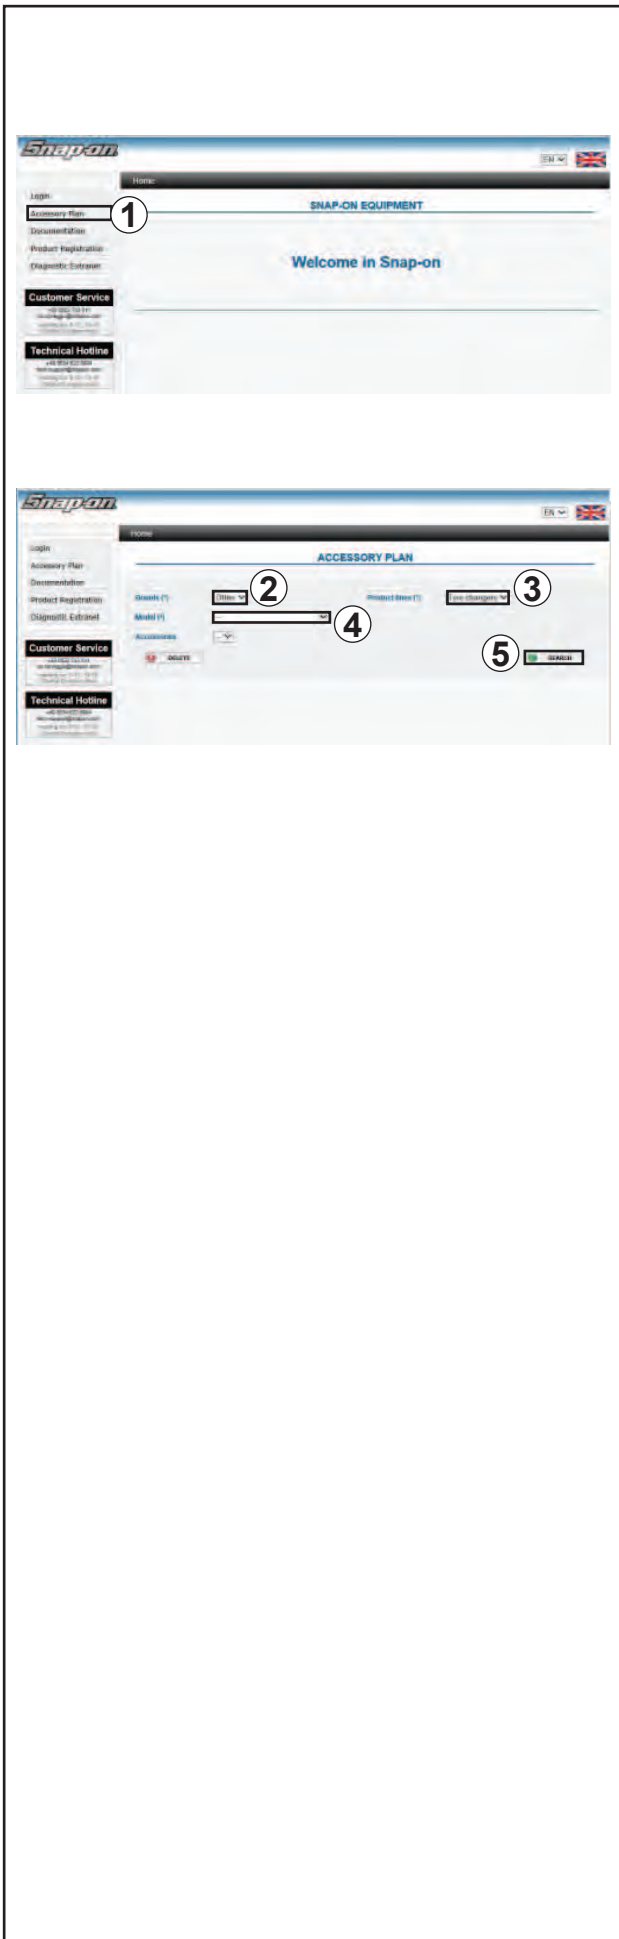 Snap-on
EN
Home
Login
SNAP-ON EQUIPMENT
Accessory Plan
1
Documentation
Product Registration
Diagnostic Extranet
Welcome in Snap-on
Customer Service
Technical Hotline
Snap-on
EN
Home
Login
ACCESSORY PLAN
Accessory Plan
Documentation
Product Registration
Brands (*)
Other
2
Product lines (*)
Tire changers
3
Diagnostic Extranet
Model (*)
4
Accessories
Customer Service
DELETE
5
SEARCH
Technical Hotline